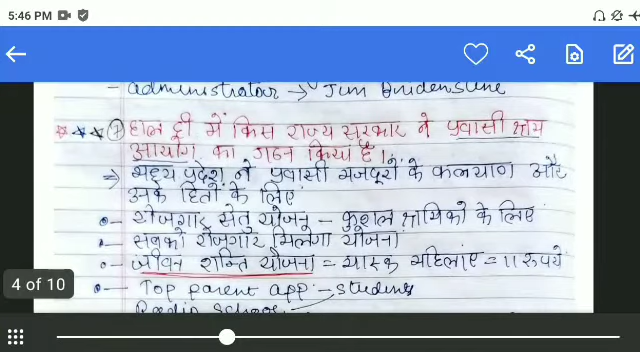 5:46 PM
- administrator → Jim Bridenstine
*** 7 हाल ही में किस राज्य सरकार ने प्रवासी श्रम
आयोग का गठन किया है।
⇒ मध्य प्रदेश ने प्रवासी मजदूरों के कल्याण और
उनके हितों के लिए
रोजगार सेतु योजना - कुशल श्रमिकों के लिए
सबको रोजगार मिलेगा योजना
जीवन शक्ति योजना = मास्क महिलाएं = 11 रुपये
4 of 10
Top parent app - students
Radio School